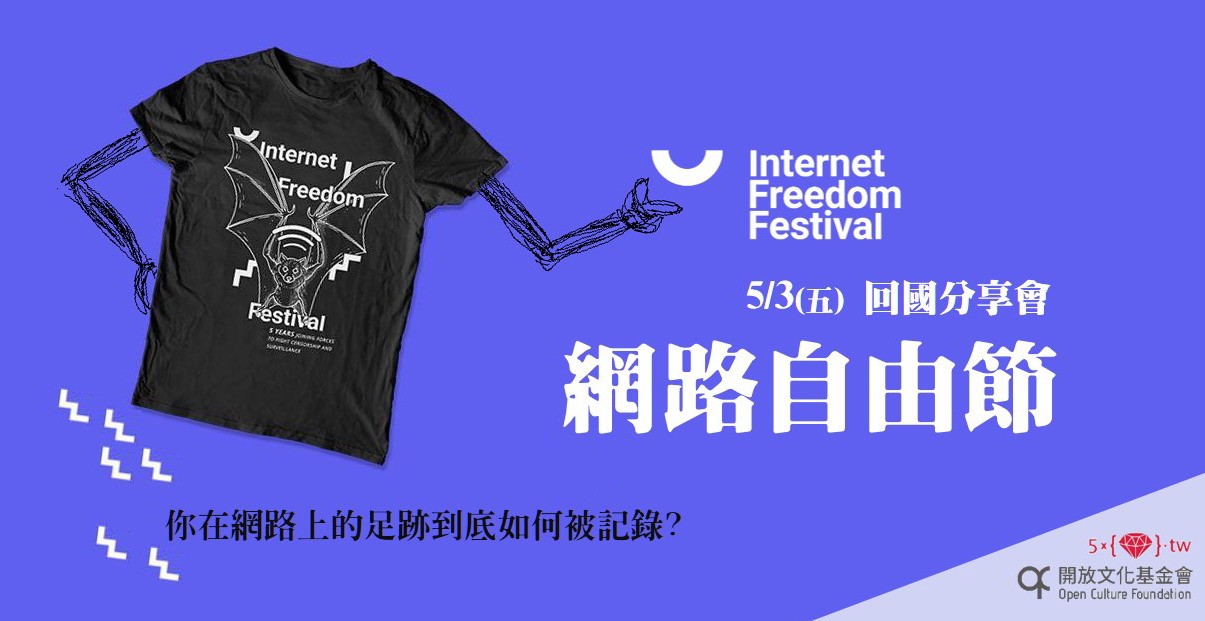 Internet
Freedom
Festival
5 YEARS JOINING FORCES
TO FIGHT CENSORSHIP AND
SURVEILLANCE
Internet
Freedom
Festival
5/3(五) 回國分享會
網路自由節
你在網路上的足跡到底如何被記錄?
5×{ }·tw
開放文化基金會
Open Culture Foundation